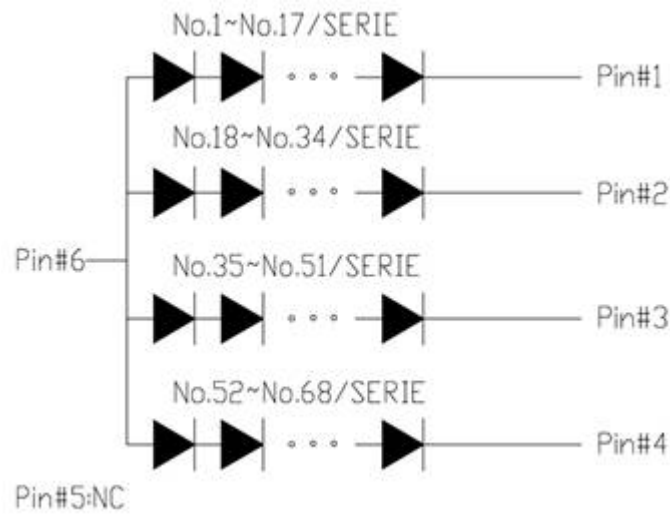 No.1~No.17/SERIE
Pin#1
No.18~No.34/SERIE
Pin#2
Pin#6
No.35~No.51/SERIE
Pin#3
No.52~No.68/SERIE
Pin#4
Pin#5:NC